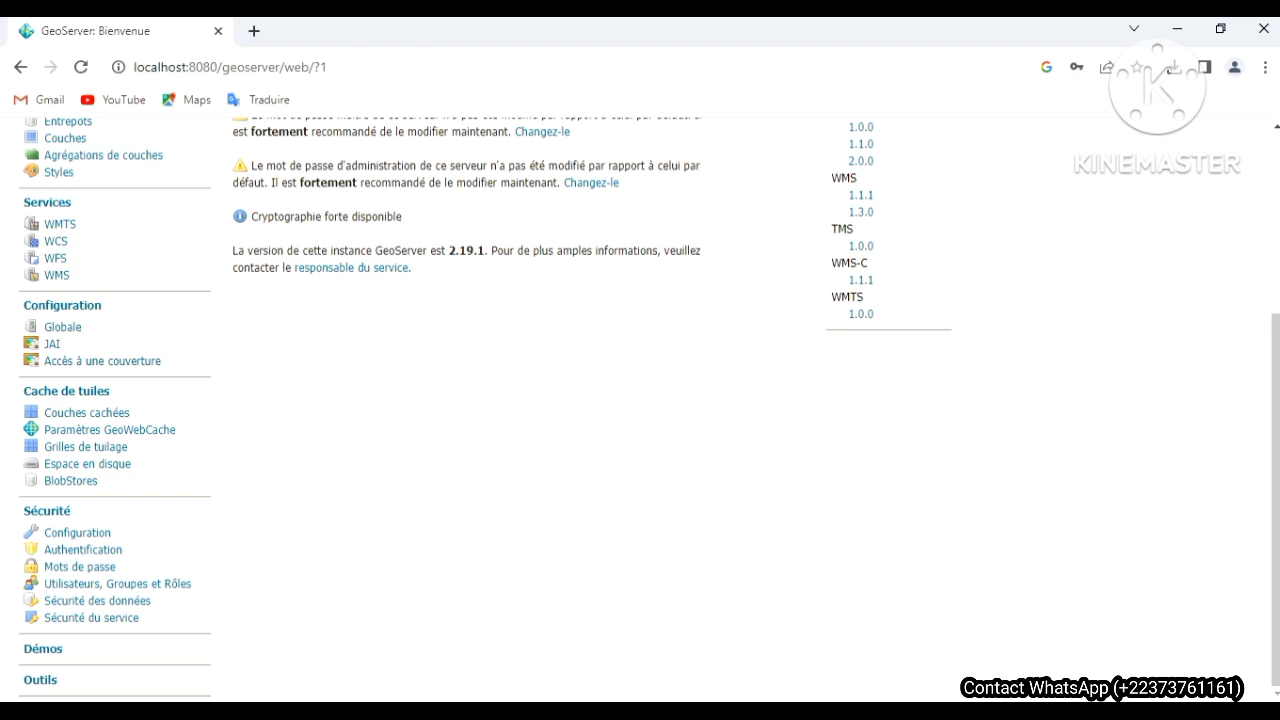 GeoServer: Bienvenue
localhost:8080/geoserver/web/?1
Gmail
YouTube
Maps
Traduire
KINEMASTER
Entrepôts
Couches
Agrégations de couches
Styles
Services
WMTS
WCS
WFS
WMS
Configuration
Globale
JAI
Accès à une couverture
Cache de tuiles
Couches cachées
Paramètres GeoWebCache
Grilles de tuilage
Espace en disque
BlobStores
Sécurité
Configuration
Authentification
Mots de passe
Utilisateurs, Groupes et Rôles
Sécurité des données
Sécurité du service
Démos
Outils
est fortement recommandé de le modifier maintenant. Changez-le
Le mot de passe d'administration de ce serveur n'a pas été modifié par rapport à celui par
défaut. Il est fortement recommandé de le modifier maintenant. Changez-le
Cryptographie forte disponible
La version de cette instance GeoServer est 2.19.1. Pour de plus amples informations, veuillez
contacter le responsable du service.
1.0.0
1.1.0
2.0.0
WMS
1.1.1
1.3.0
TMS
1.0.0
WMS-C
1.1.1
WMTS
1.0.0
Contact WhatsApp (+22373761161)